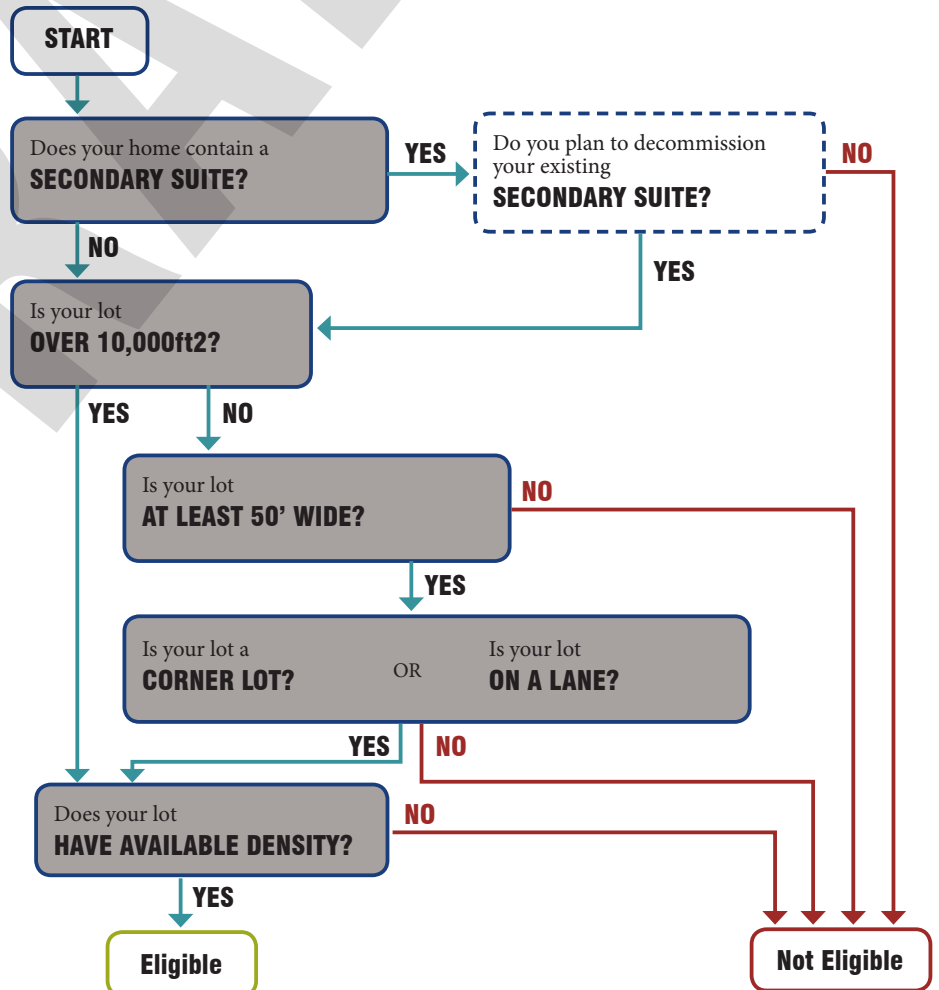 START
Does your home contain a
SECONDARY SUITE?
YES
Do you plan to decommission
your existing
SECONDARY SUITE?
NO
NO
YES
Is your lot
OVER 10,000ft2?
YES
NO
Is your lot
AT LEAST 50' WIDE?
NO
YES
Is your lot a
CORNER LOT?
OR
Is your lot
ON A LANE?
YES
NO
Does your lot
HAVE AVAILABLE DENSITY?
NO
YES
Eligible
Not Eligible